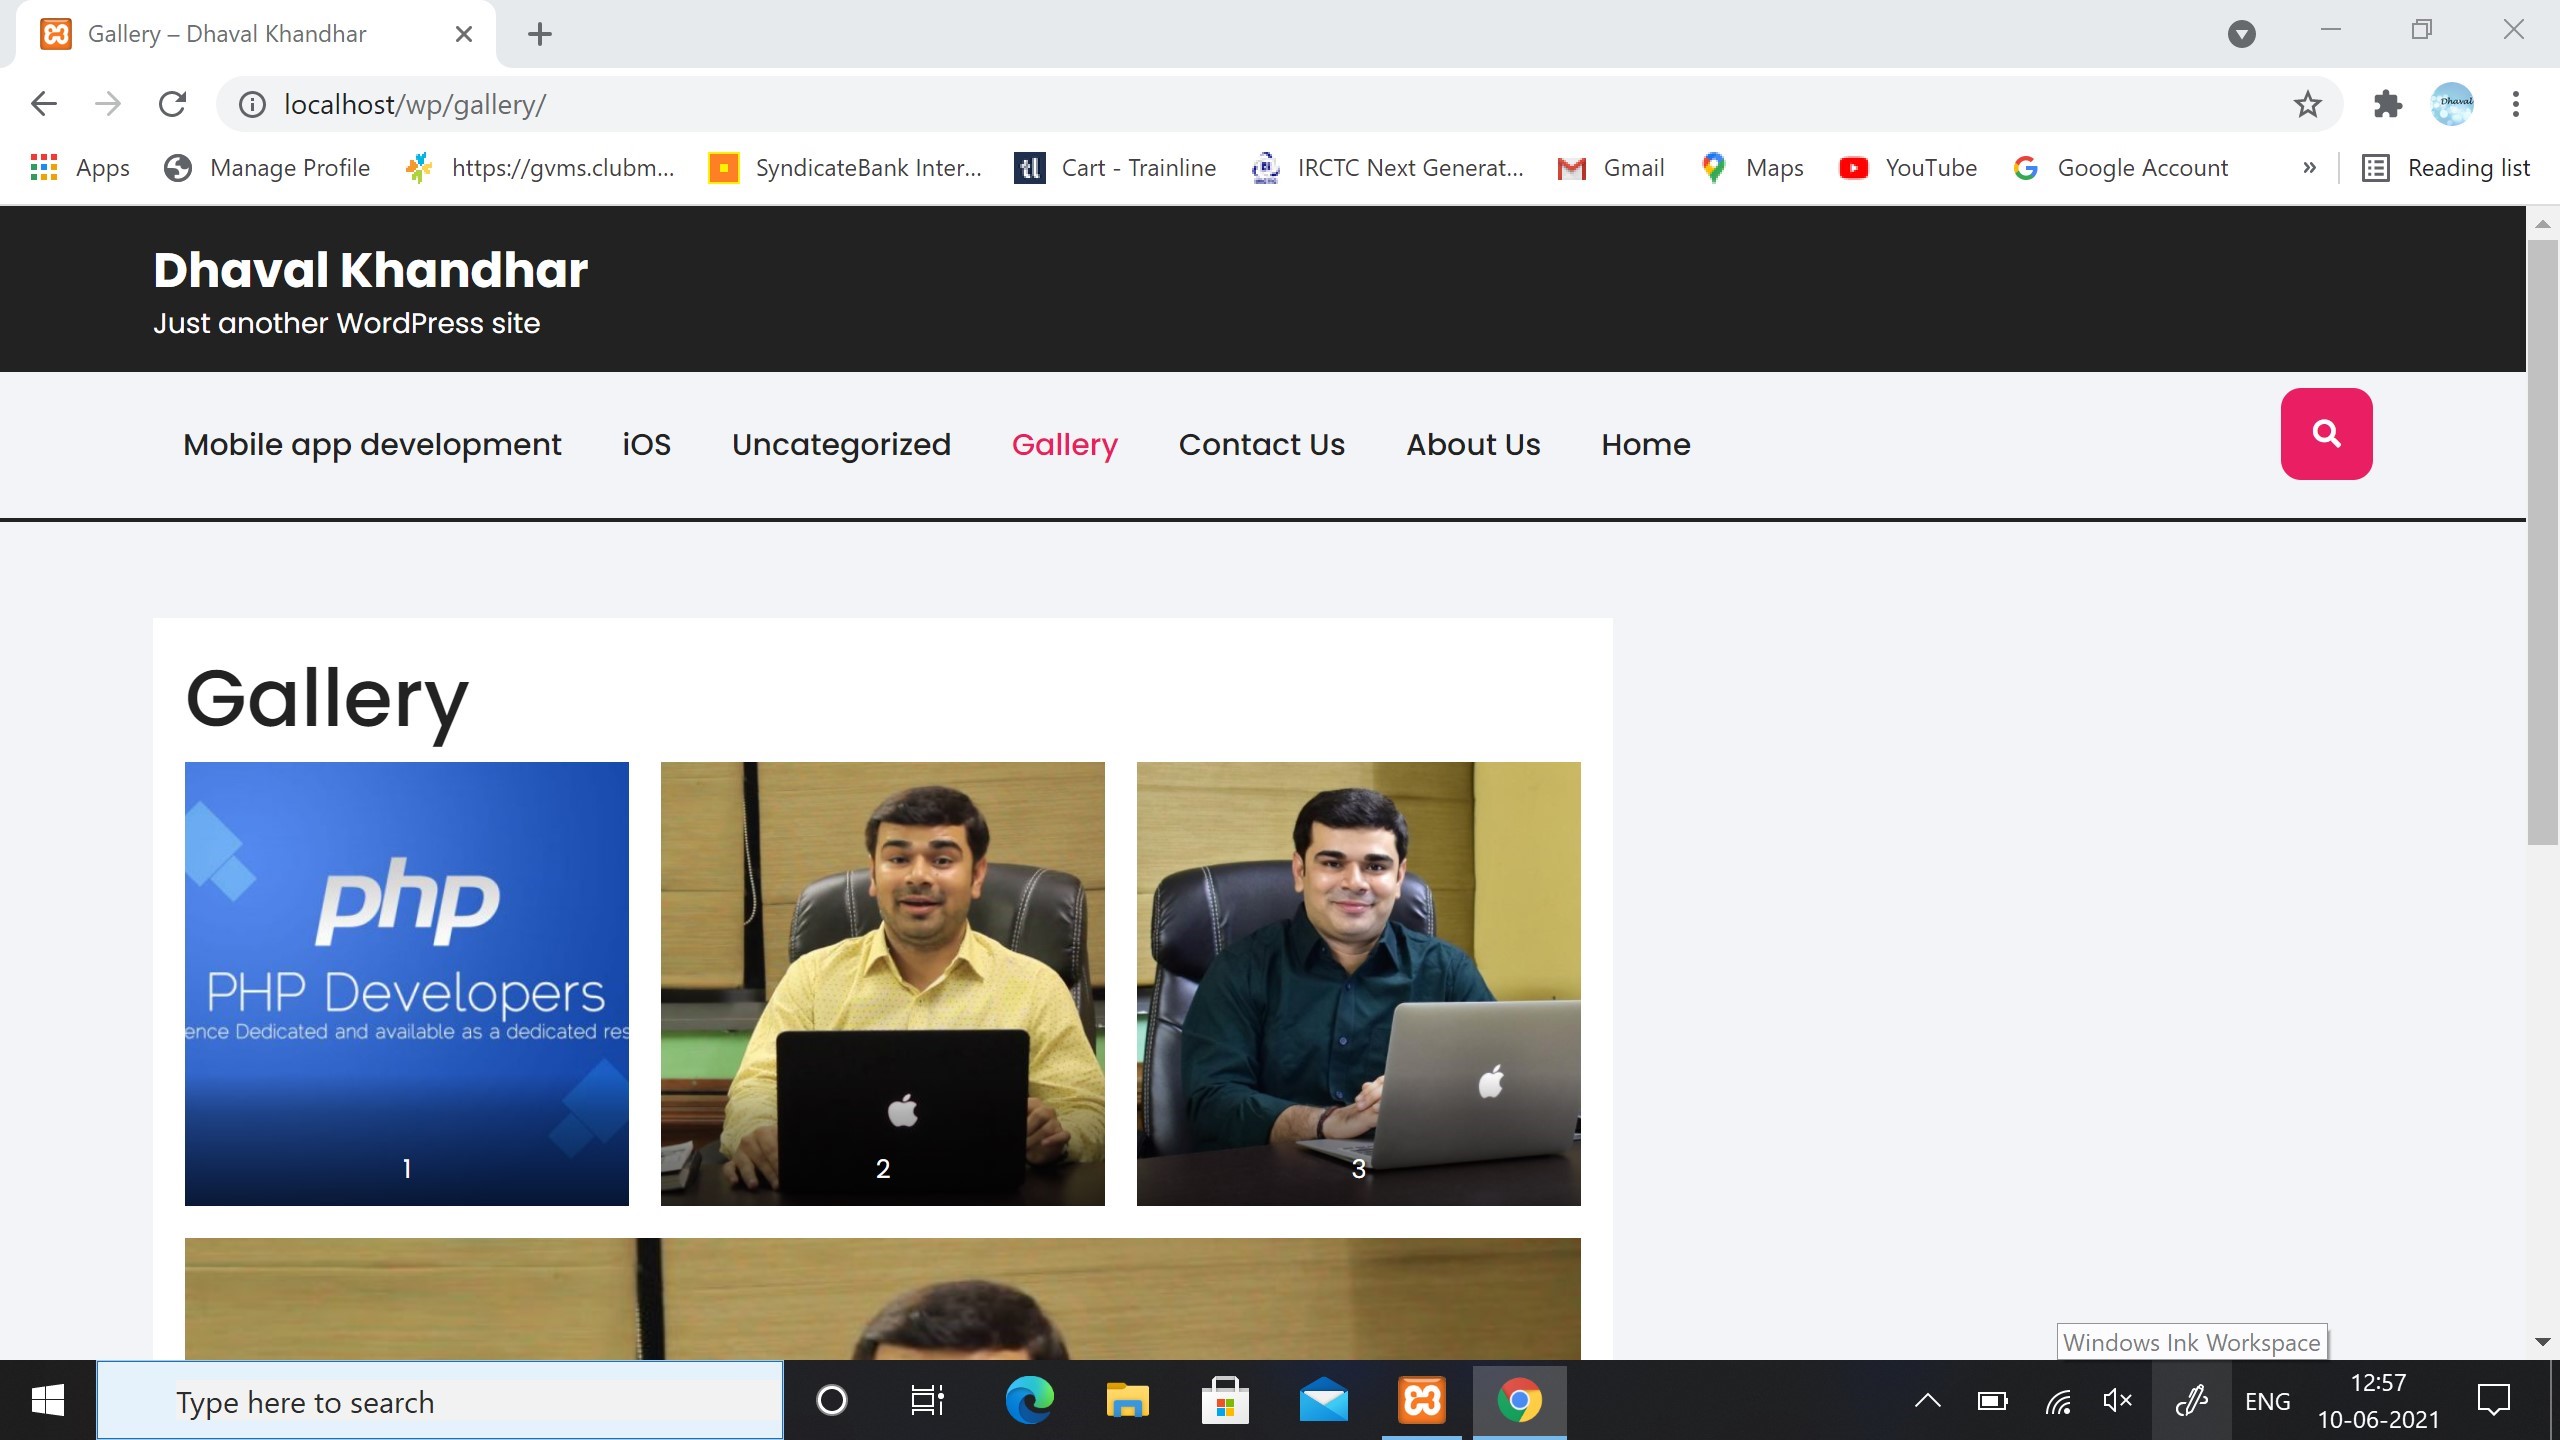 Gallery – Dhaval Khandhar
localhost/wp/gallery/
Dhaval
Apps Manage Profile https://gvms.clubm... SyndicateBank Inter... tl Cart - Trainline IRCTC Next Generat... Gmail Maps YouTube Google Account » Reading list
Dhaval Khandhar
Just another WordPress site
Mobile app development iOS Uncategorized Gallery Contact Us About Us Home
Gallery
php
PHP Developers
ence Dedicated and available as a dedicated res
1 2 3
Windows Ink Workspace
Type here to search
ENG
12:57
10-06-2021